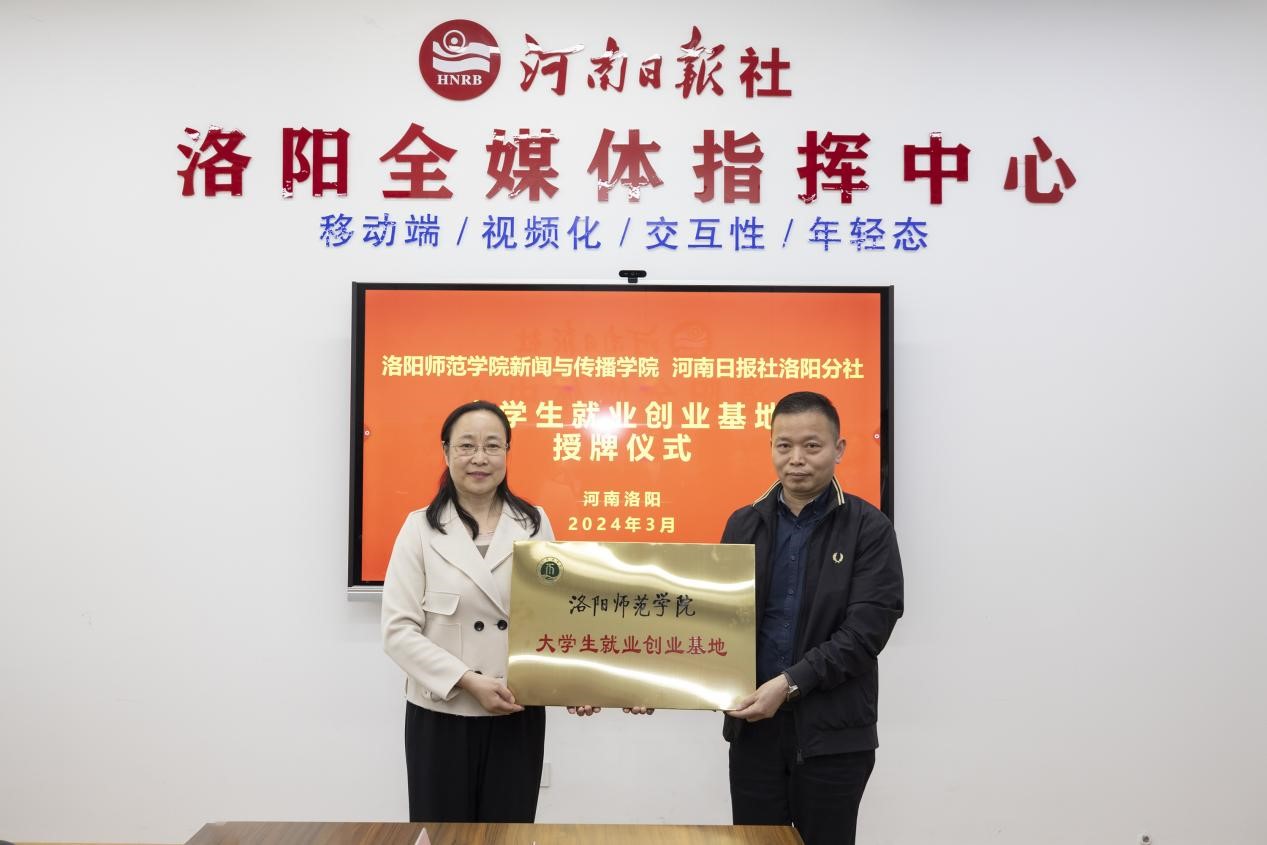 HNRB 河南日报社
洛阳全媒体指挥中心
移动端/视频化/交互性/年轻态
洛阳师范学院新闻与传播学院 河南日报社洛阳分社
学生就业创业基地
授牌仪式
河南洛阳
2024年3月
洛阳师范学院
大学生就业创业基地